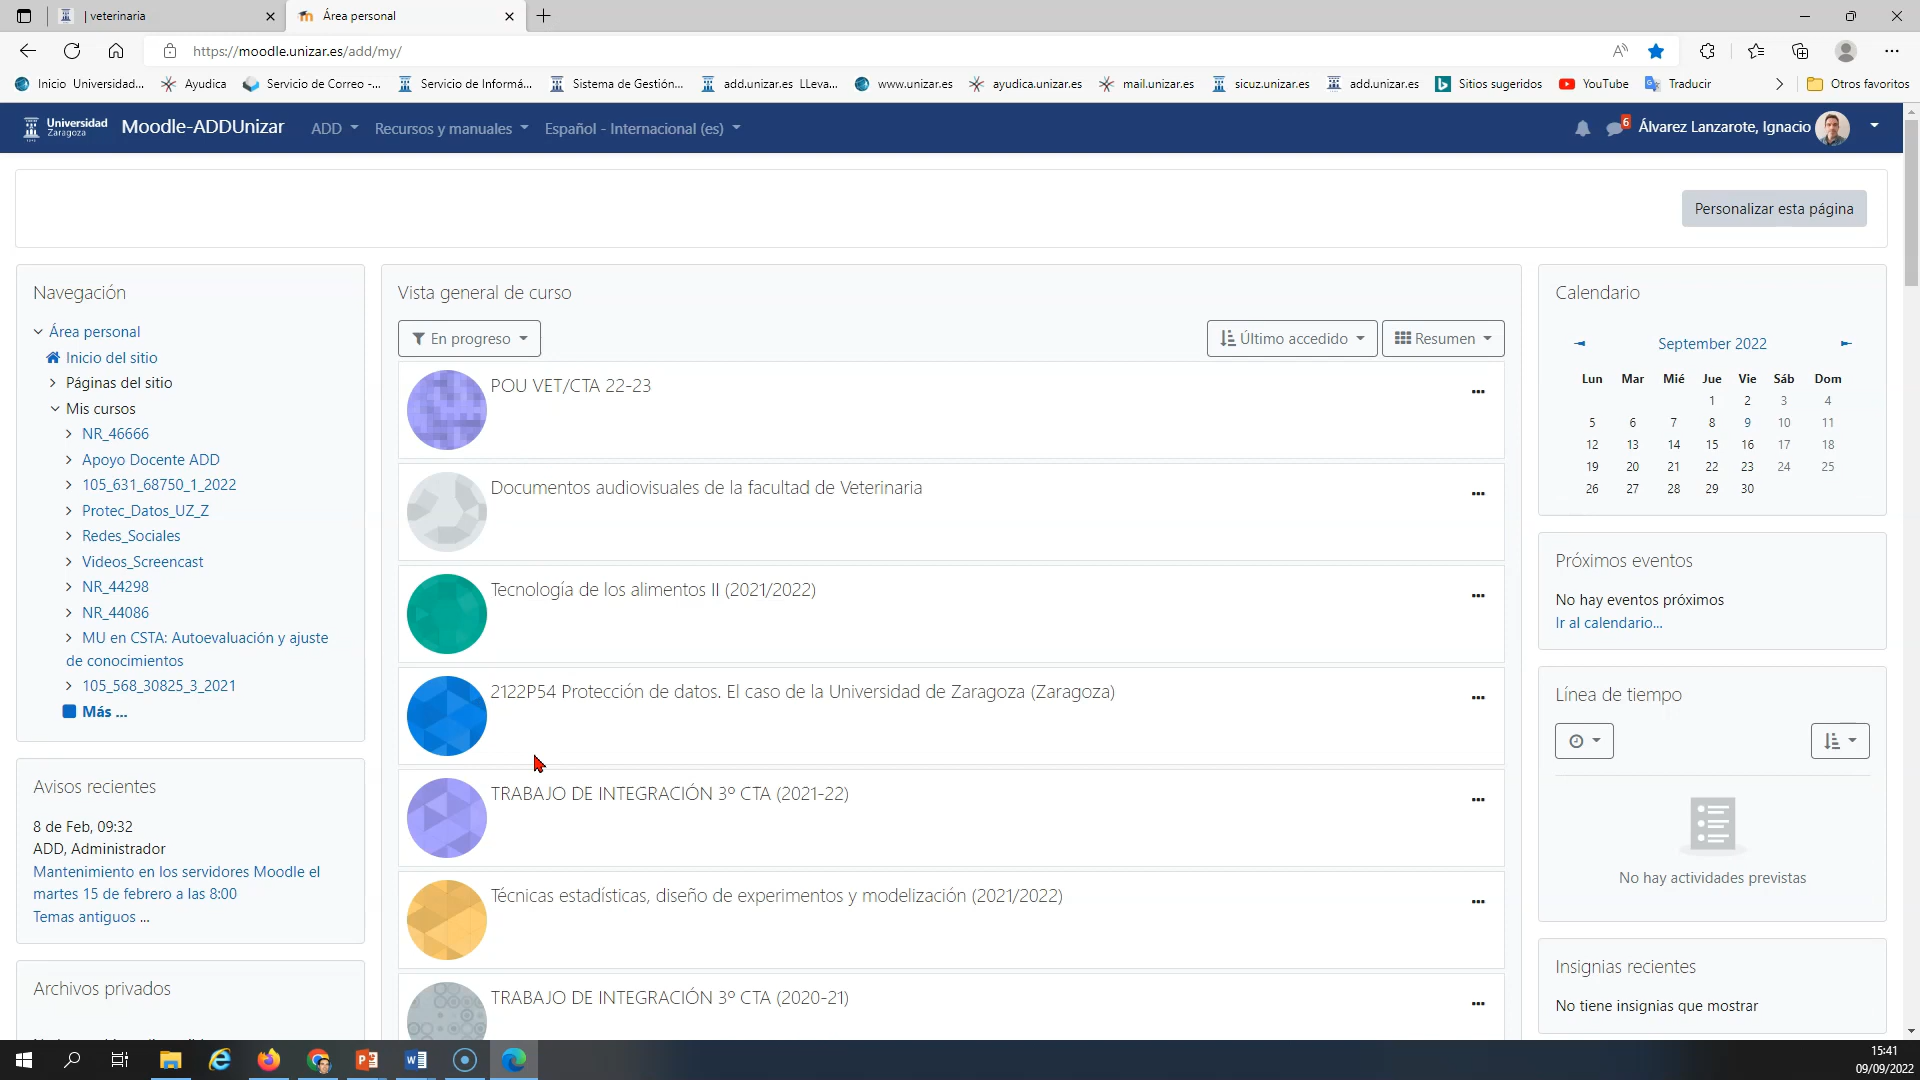 | veterinaria
Área personal
https://moodle.unizar.es/add/my/
Inicio Universidad...
Ayudica
Servicio de Correo -...
Servicio de Informá...
Sistema de Gestión...
add.unizar.es LLeva...
www.unizar.es
ayudica.unizar.es
mail.unizar.es
sicuz.unizar.es
add.unizar.es
Sitios sugeridos
YouTube
Traducir
Otros favoritos
Universidad
Zaragoza
Moodle-ADDUnizar
ADD
Recursos y manuales
Español - Internacional (es)
6
Álvarez Lanzarote, Ignacio
Personalizar esta página
Navegación
Área personal
Inicio del sitio
Páginas del sitio
Mis cursos
NR_46666
Apoyo Docente ADD
105_631_68750_1_2022
Protec_Datos_UZ_Z
Redes_Sociales
Videos_Screencast
NR_44298
NR_44086
MU en CSTA: Autoevaluación y ajuste
de conocimientos
105_568_30825_3_2021
Más ...
Avisos recientes
8 de Feb, 09:32
ADD, Administrador
Mantenimiento en los servidores Moodle el
martes 15 de febrero a las 8:00
Temas antiguos ...
Archivos privados
Vista general de curso
En progreso
Último accedido
Resumen
POU VET/CTA 22-23
Documentos audiovisuales de la facultad de Veterinaria
Tecnología de los alimentos II (2021/2022)
2122P54 Protección de datos. El caso de la Universidad de Zaragoza (Zaragoza)
TRABAJO DE INTEGRACIÓN 3º CTA (2021-22)
Técnicas estadísticas, diseño de experimentos y modelización (2021/2022)
TRABAJO DE INTEGRACIÓN 3º CTA (2020-21)
Calendario
September 2022
Lun Mar Mié Jue Vie Sáb Dom
1 2 3 4
5 6 7 8 9 10 11
12 13 14 15 16 17 18
19 20 21 22 23 24 25
26 27 28 29 30
Próximos eventos
No hay eventos próximos
Ir al calendario...
Línea de tiempo
No hay actividades previstas
Insignias recientes
No tiene insignias que mostrar
15:41
09/09/2022